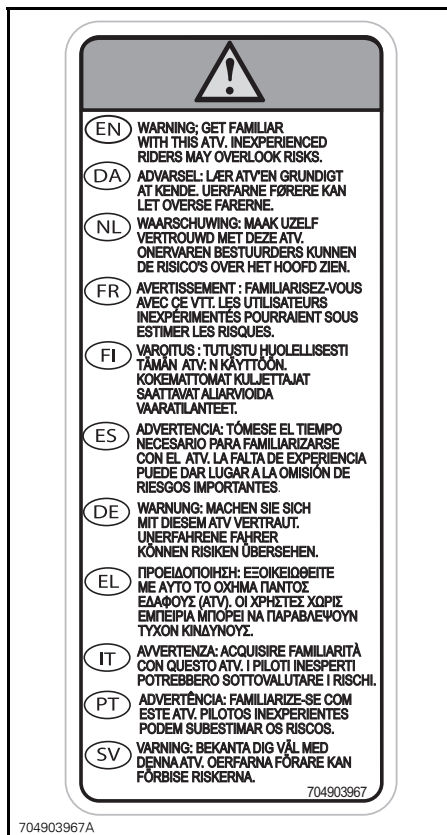 EN WARNING; GET FAMILIAR
WITH THIS ATV. INEXPERIENCED
RIDERS MAY OVERLOOK RISKS.
DA ADVARSEL: LÆR ATV'EN GRUNDIGT
AT KENDE. UERFARNE FØRERE KAN
LET OVERSE FARERNE.
NL WAARSCHUWING: MAAK UZELF
VERTROUWD MET DEZE ATV.
ONERVAREN BESTUURDERS KUNNEN
DE RISICO'S OVER HET HOOFD ZIEN.
FR AVERTISSEMENT : FAMILIARISEZ-VOUS
AVEC CE VTT. LES UTILISATEURS
INEXPÉRIMENTÉS POURRAIENT SOUS
ESTIMER LES RISQUES.
FI VAROITUS : TUTUSTU HUOLELLISESTI
TÄMÄN ATV: N KÄYTTÖÖN.
KOKEMATTOMAT KULJETTAJAT
SAATTAVAT ALIARVIOIDA
VAARATILANTEET.
ES ADVERTENCIA: TÓMESE EL TIEMPO
NECESARIO PARA FAMILIARIZARSE
CON EL ATV. LA FALTA DE EXPERIENCIA
PUEDE DAR LUGAR A LA OMISIÓN DE
RIESGOS IMPORTANTES.
DE WARNUNG: MACHEN SIE SICH
MIT DIESEM ATV VERTRAUT.
UNERFAHRENE FAHRER
KÖNNEN RISIKEN ÜBERSEHEN.
EL ΠΡΟΕΙΔΟΠΟΙΗΣΗ: ΕΞΟΙΚΕΙΩΘΕΙΤΕ
ΜΕ ΑΥΤΟ ΤΟ ΟΧΗΜΑ ΠΑΝΤΟΣ
ΕΔΑΦΟΥΣ (ATV). ΟΙ ΧΡΗΣΤΕΣ ΧΩΡΙΣ
ΕΜΠΕΙΡΙΑ ΜΠΟΡΕΙ ΝΑ ΠΑΡΑΒΛΕΨΟΥΝ
ΤΥΧΟΝ ΚΙΝΔΥΝΟΥΣ.
IT AVVERTENZA: ACQUISIRE FAMILIARITÀ
CON QUESTO ATV. I PILOTI INESPERTI
POTREBBERO SOTTOVALUTARE I RISCHI.
PT ADVERTÊNCIA: FAMILIARIZE-SE COM
ESTE ATV. PILOTOS INEXPERIENTES
PODEM SUBESTIMAR OS RISCOS.
SV VARNING: BEKANTA DIG VÄL MED
DENNA ATV. OERFARNA FÖRARE KAN
FÖRBISE RISKERNA.
704903967
704903967A